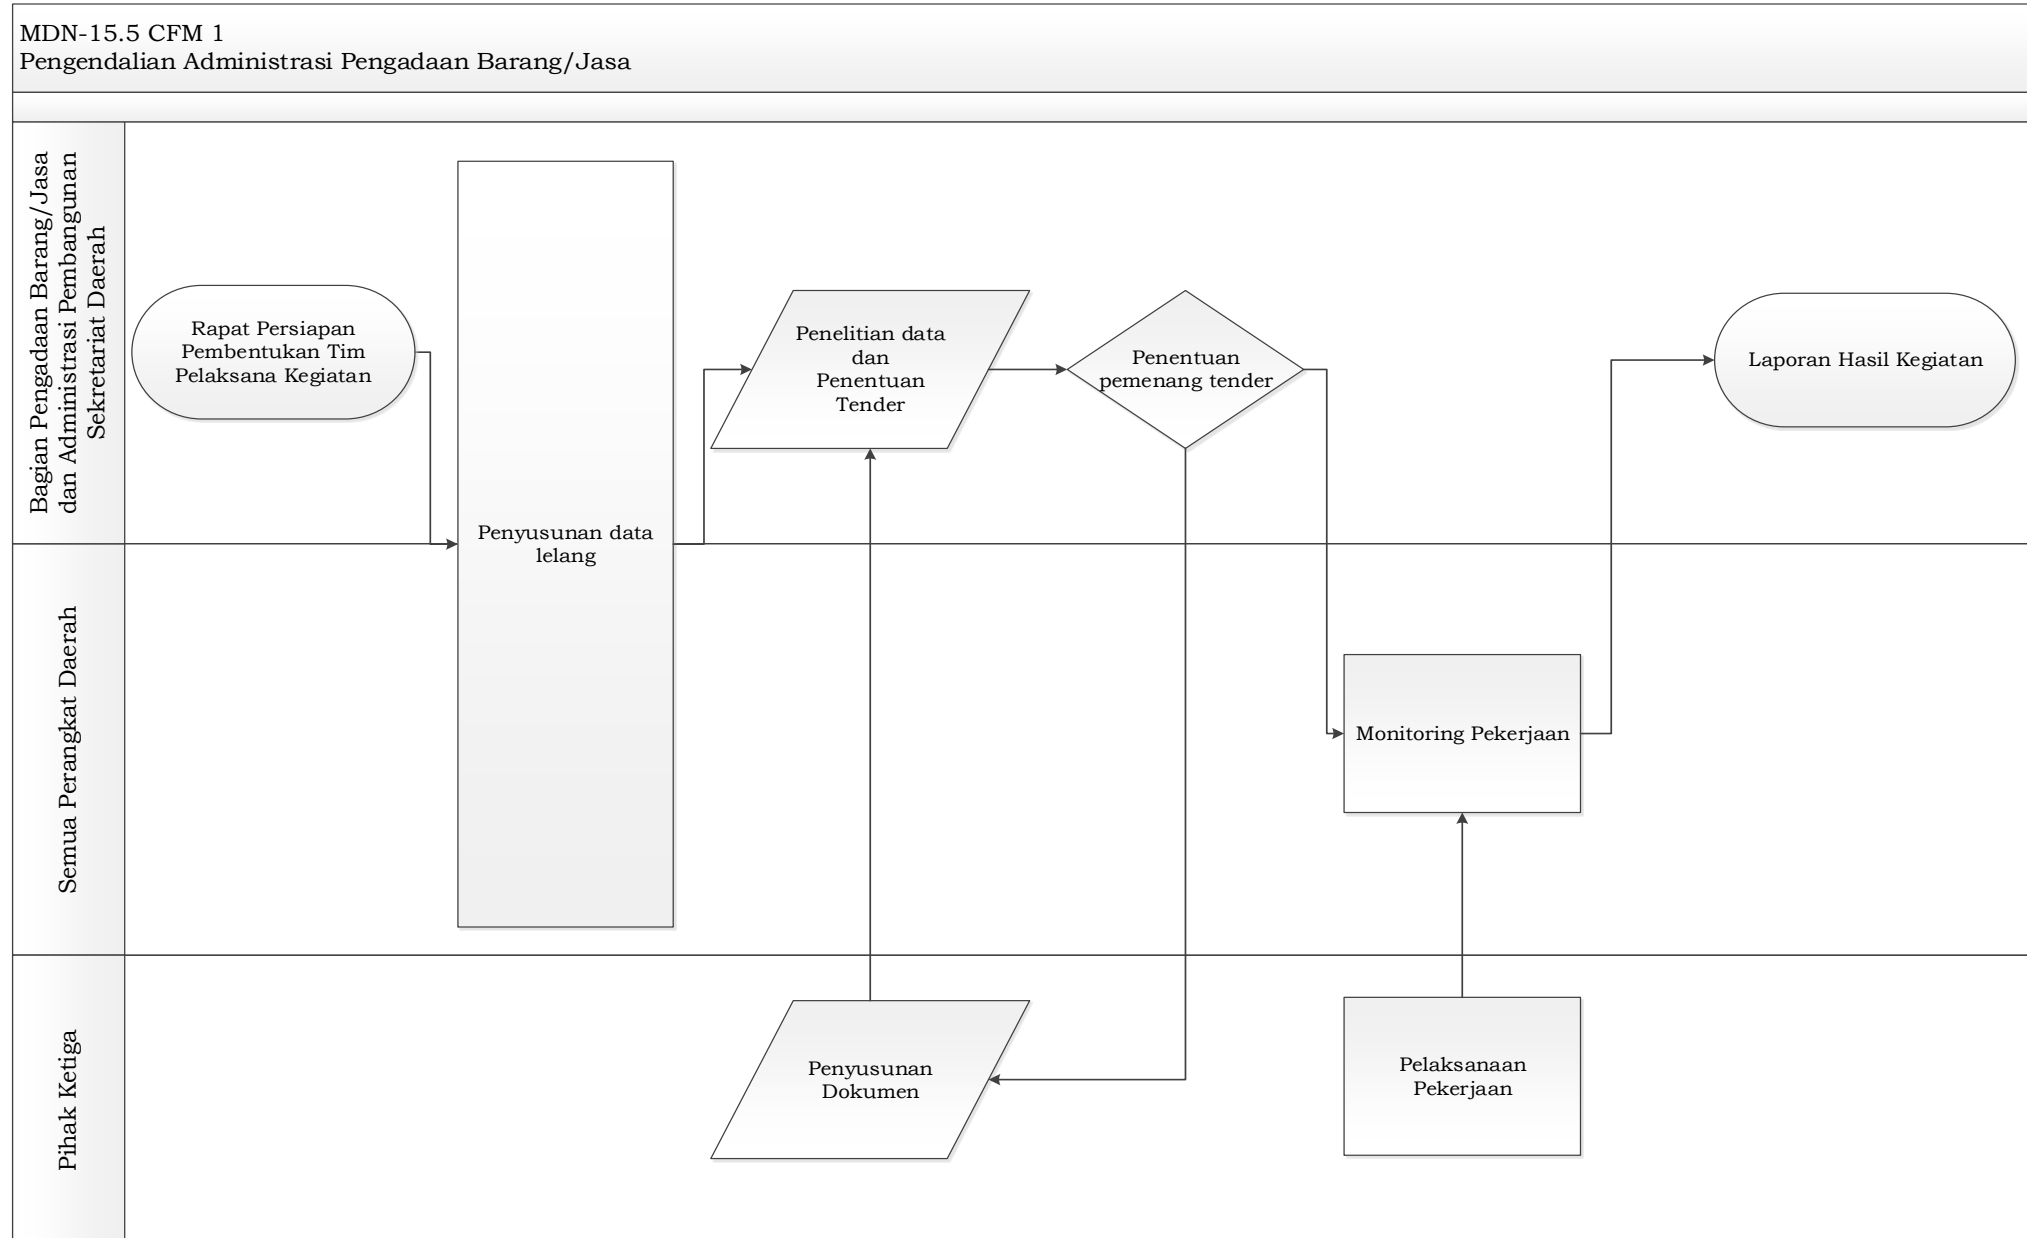 MDN-15.5 CFM 1
Pengendalian Administrasi Pengadaan Barang/Jasa
Bagian Pengadaan Barang/Jasa
dan Administrasi Pembangunan
Sekretariat Daerah
Rapat Persiapan
Pembentukan Tim
Pelaksana Kegiatan
Penyusunan data
lelang
Penelitian data
dan
Penentuan
Tender
Penentuan
pemenang tender
Laporan Hasil Kegiatan
Semua Perangkat Daerah
Monitoring Pekerjaan
Pihak Ketiga
Penyusunan
Dokumen
Pelaksanaan
Pekerjaan